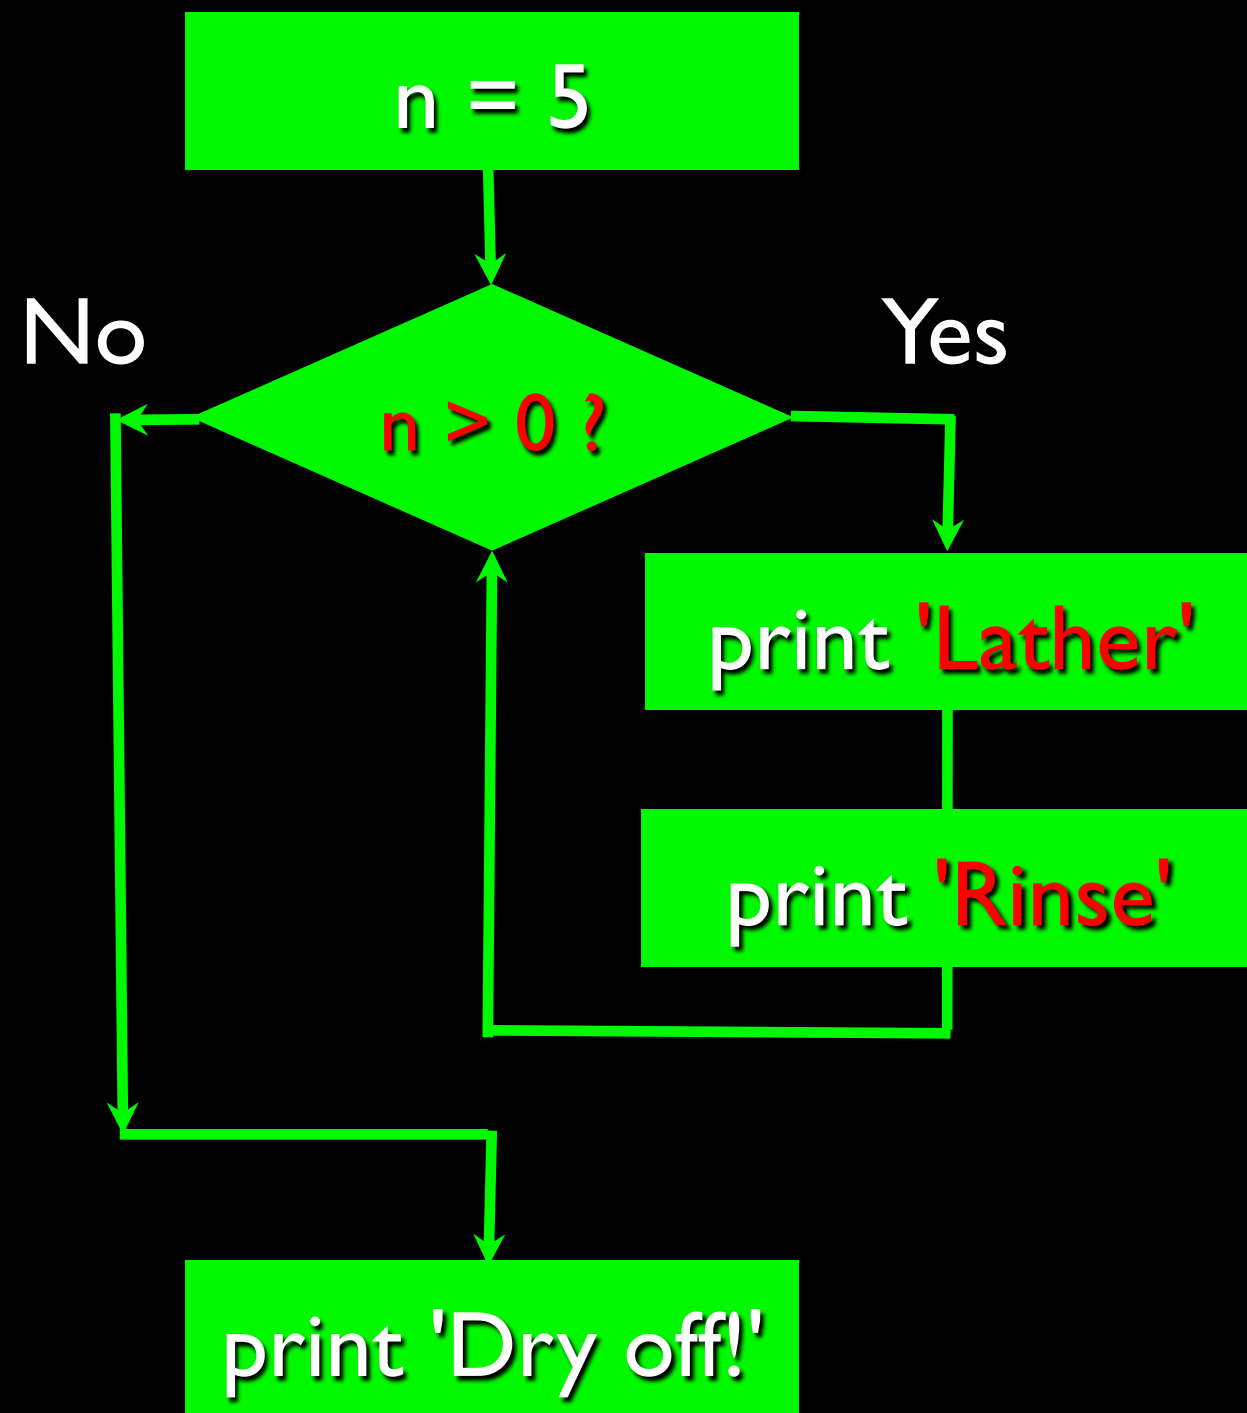 n = 5
No
Yes
n > 0 ?
print 'Lather'
print 'Rinse'
print 'Dry off!'